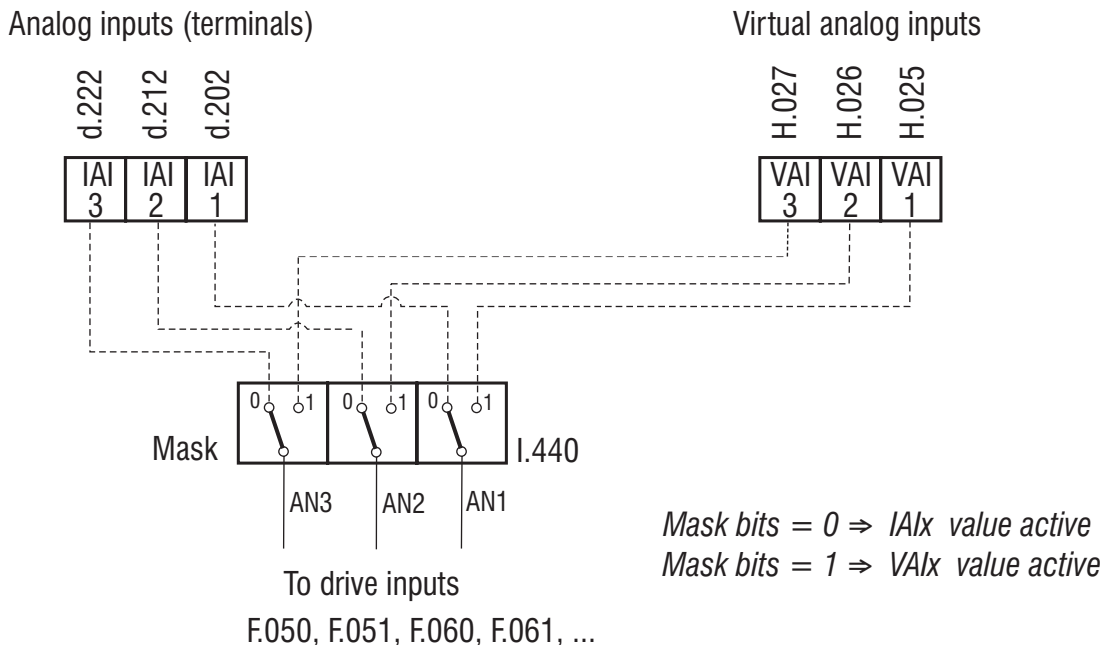 Analog inputs (terminals)
Virtual analog inputs
d.222
d.212
d.202
H.027
H.026
H.025
IAI
3
IAI
2
IAI
1
VAI
3
VAI
2
VAI
1
0 1 0 1 0 1
Mask
I.440
AN3
AN2
AN1
Mask bits = 0 ⇒ IAIx value active
Mask bits = 1 ⇒ VAIx value active
To drive inputs
F.050, F.051, F.060, F.061, ...